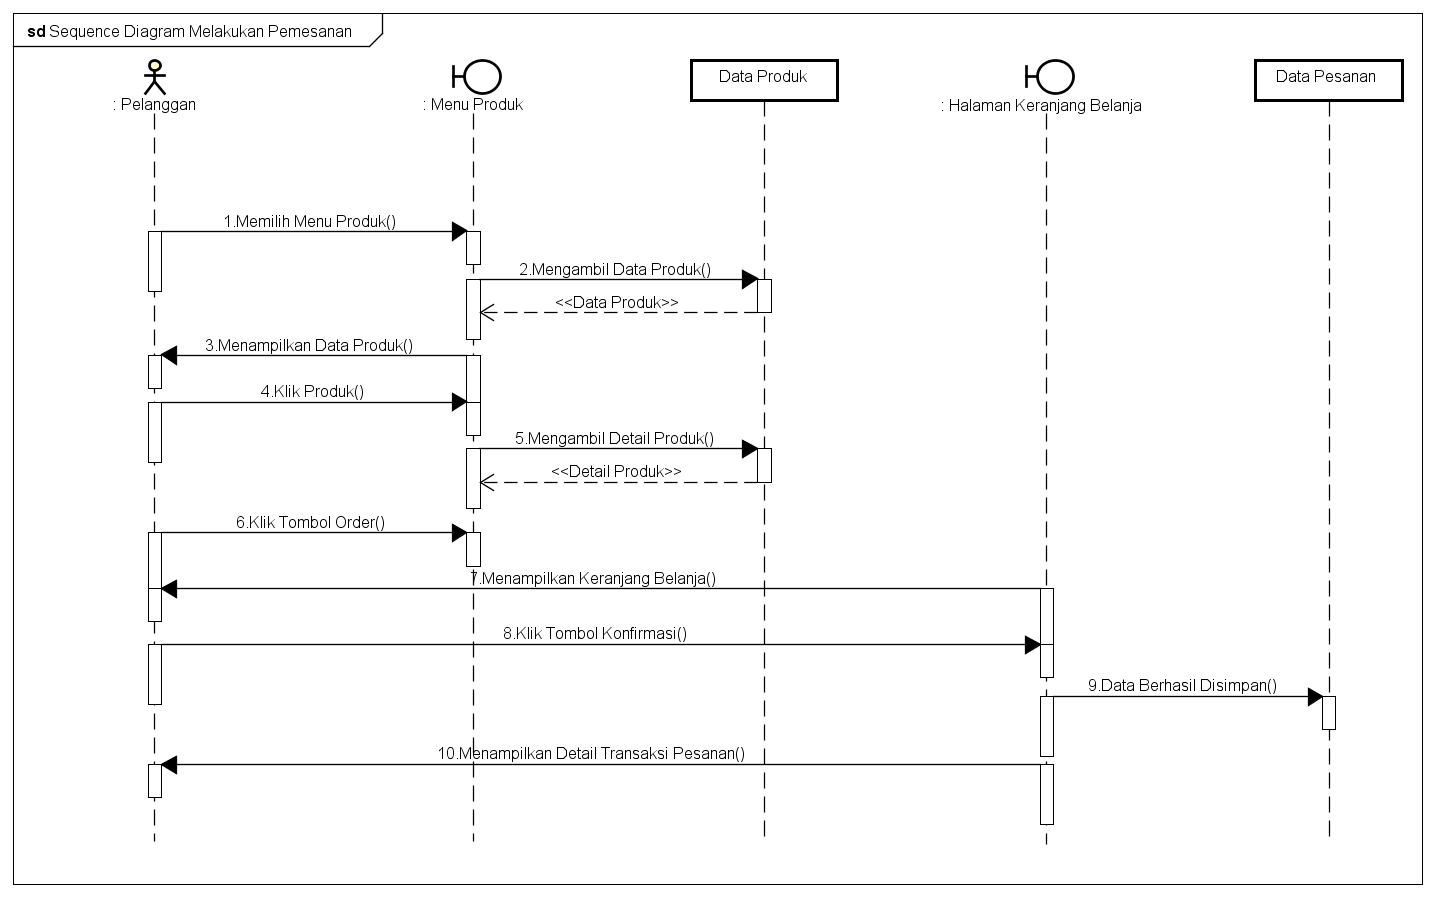 sd Sequence Diagram Melakukan Pemesanan
: Pelanggan
: Menu Produk
Data Produk
: Halaman Keranjang Belanja
Data Pesanan
1.Memilih Menu Produk()
2.Mengambil Data Produk()
<<Data Produk>>
3.Menampilkan Data Produk()
4.Klik Produk()
5.Mengambil Detail Produk()
<<Detail Produk>>
6.Klik Tombol Order()
7.Menampilkan Keranjang Belanja()
8.Klik Tombol Konfirmasi()
9.Data Berhasil Disimpan()
10.Menampilkan Detail Transaksi Pesanan()